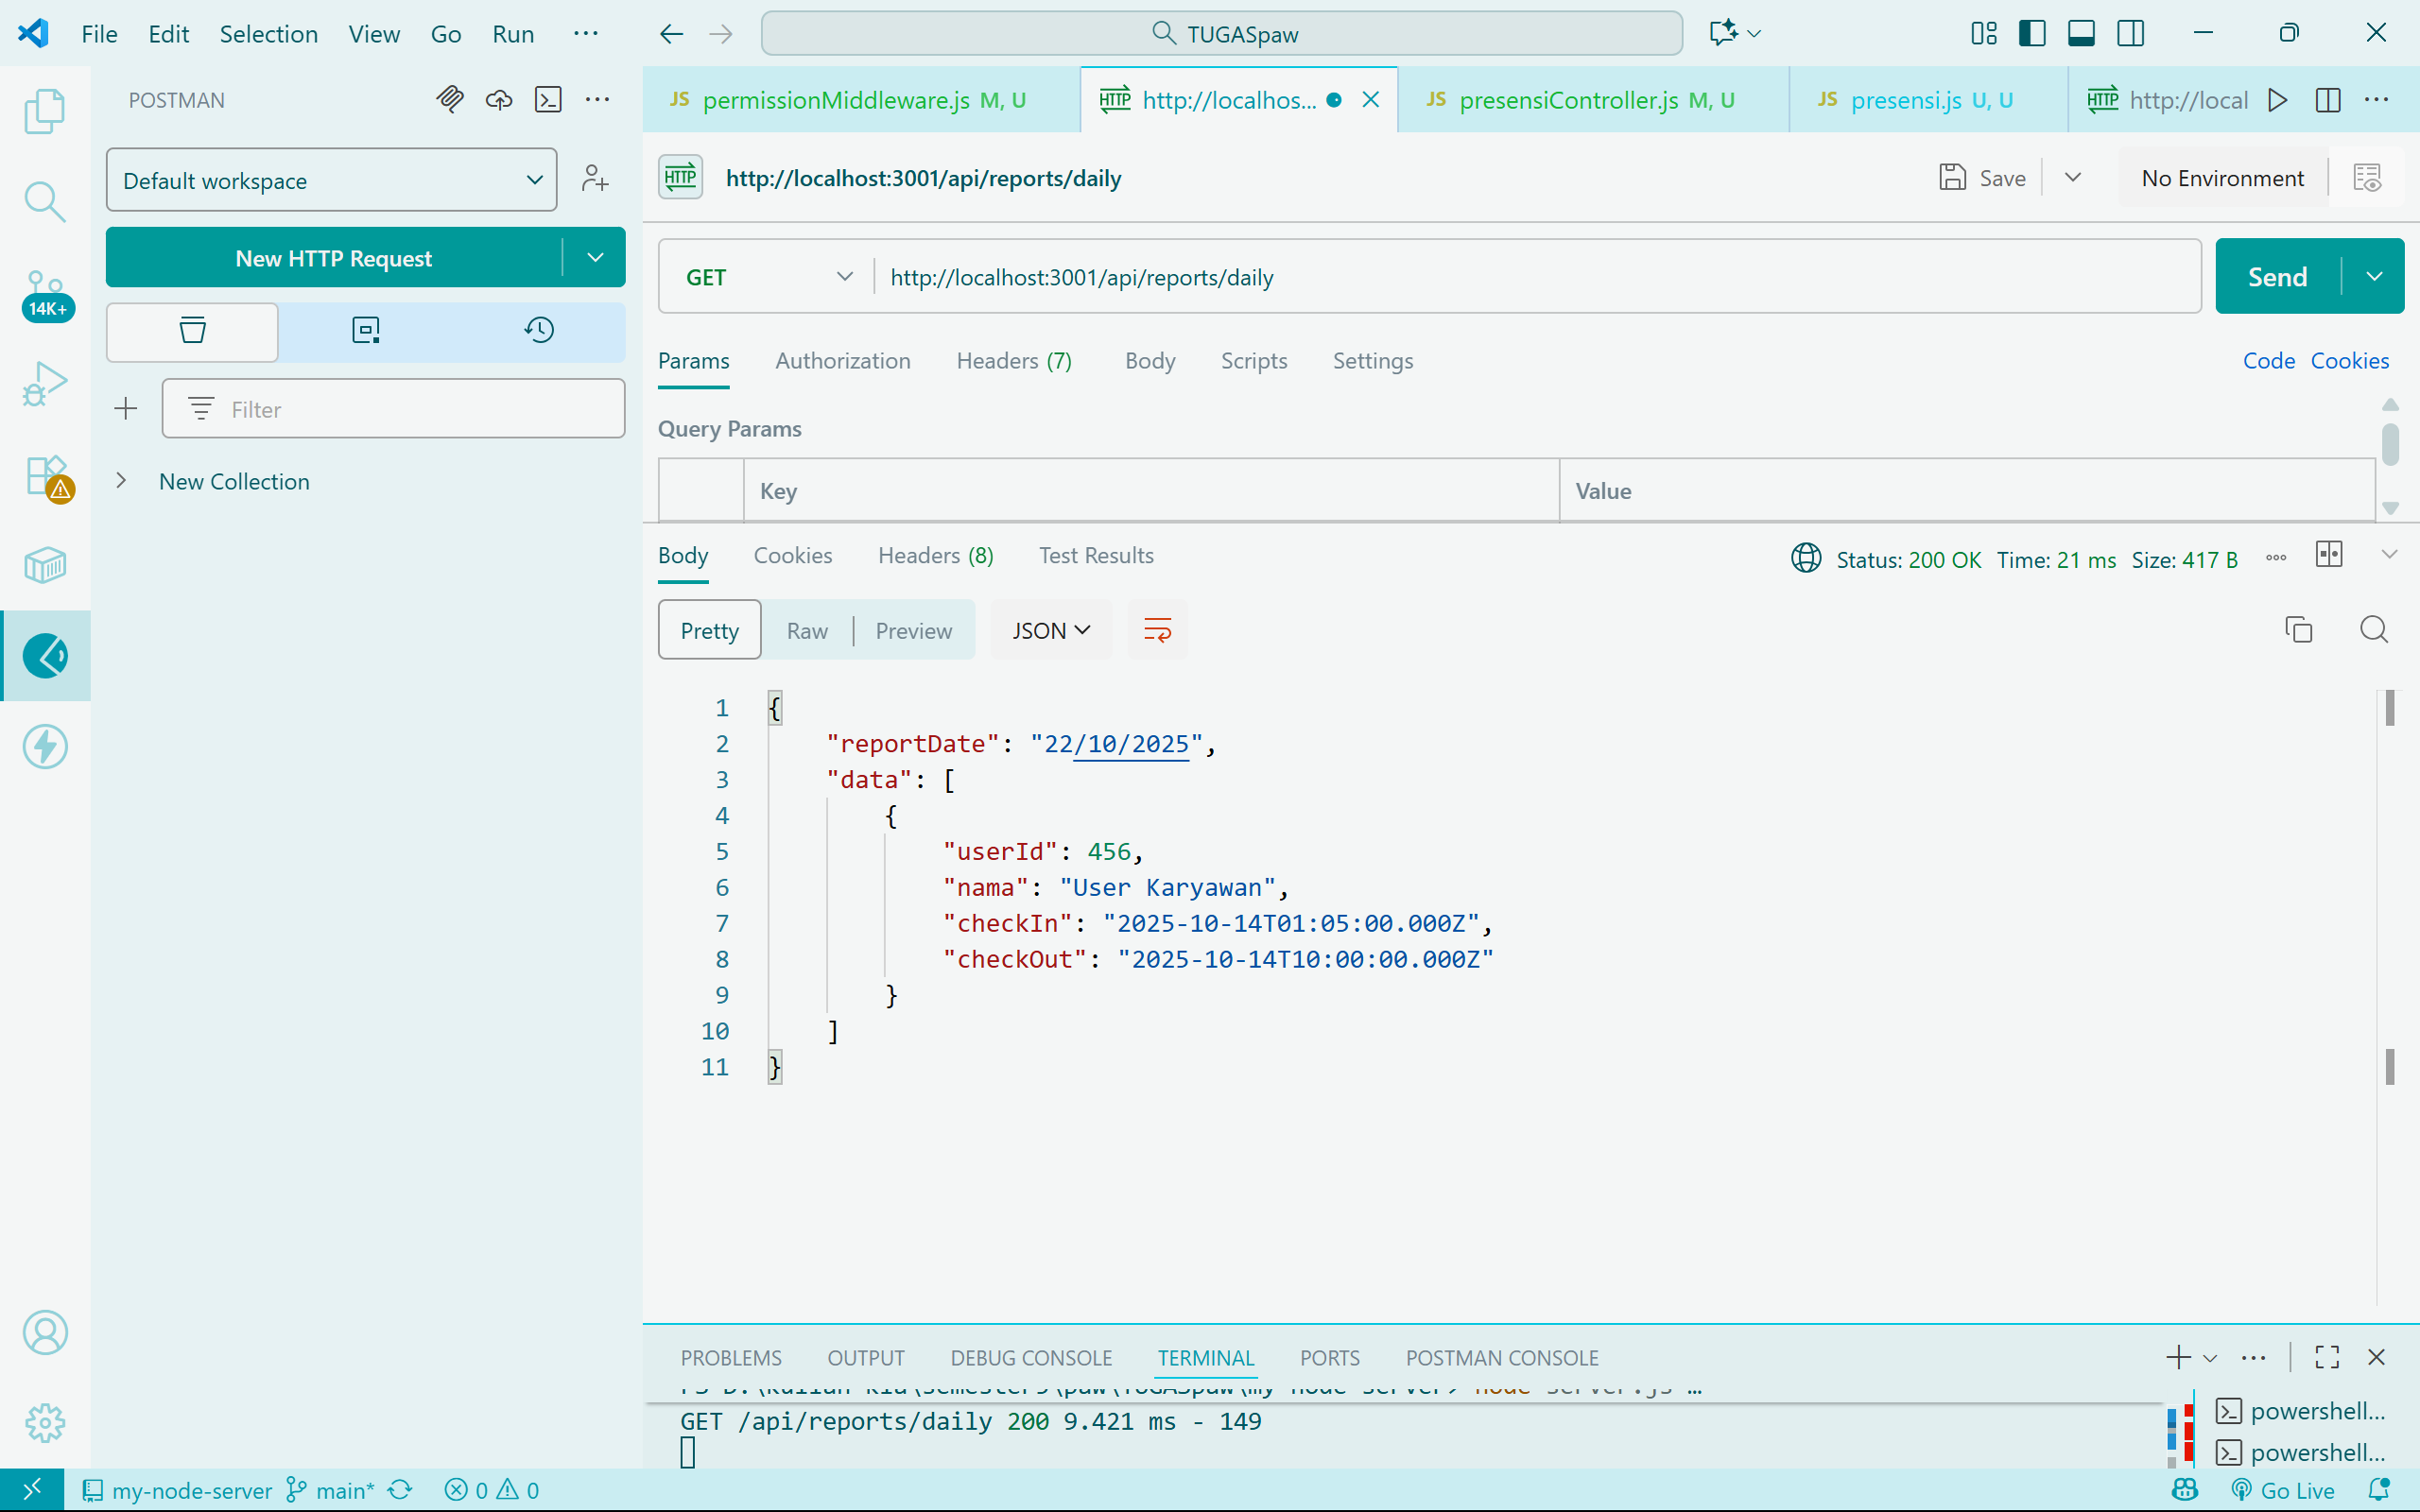 File Edit Selection View Go Run ···
TUGASpaw
POSTMAN
Default workspace
New HTTP Request
14K+
Filter
New Collection
JS permissionMiddleware.js M, U
HTTP http://localhos...
JS presensiController.js M, U
JS presensi.js U, U
HTTP http://local
HTTP http://localhost:3001/api/reports/daily
Save
No Environment
GET http://localhost:3001/api/reports/daily
Send
Params Authorization Headers (7) Body Scripts Settings Code Cookies
Query Params
Key Value
Body Cookies Headers (8) Test Results
Status: 200 OK Time: 21 ms Size: 417 B
Pretty Raw Preview JSON
1 {
2 "reportDate": "22/10/2025",
3 "data": [
4 {
5 "userId": 456,
6 "nama": "User Karyawan",
7 "checkIn": "2025-10-14T01:05:00.000Z",
8 "checkOut": "2025-10-14T10:00:00.000Z"
9 }
10 ]
11 }
PROBLEMS OUTPUT DEBUG CONSOLE TERMINAL PORTS POSTMAN CONSOLE
node server.js …
GET /api/reports/daily 200 9.421 ms - 149
powershell...
powershell...
my-node-server main* 0 0 Go Live